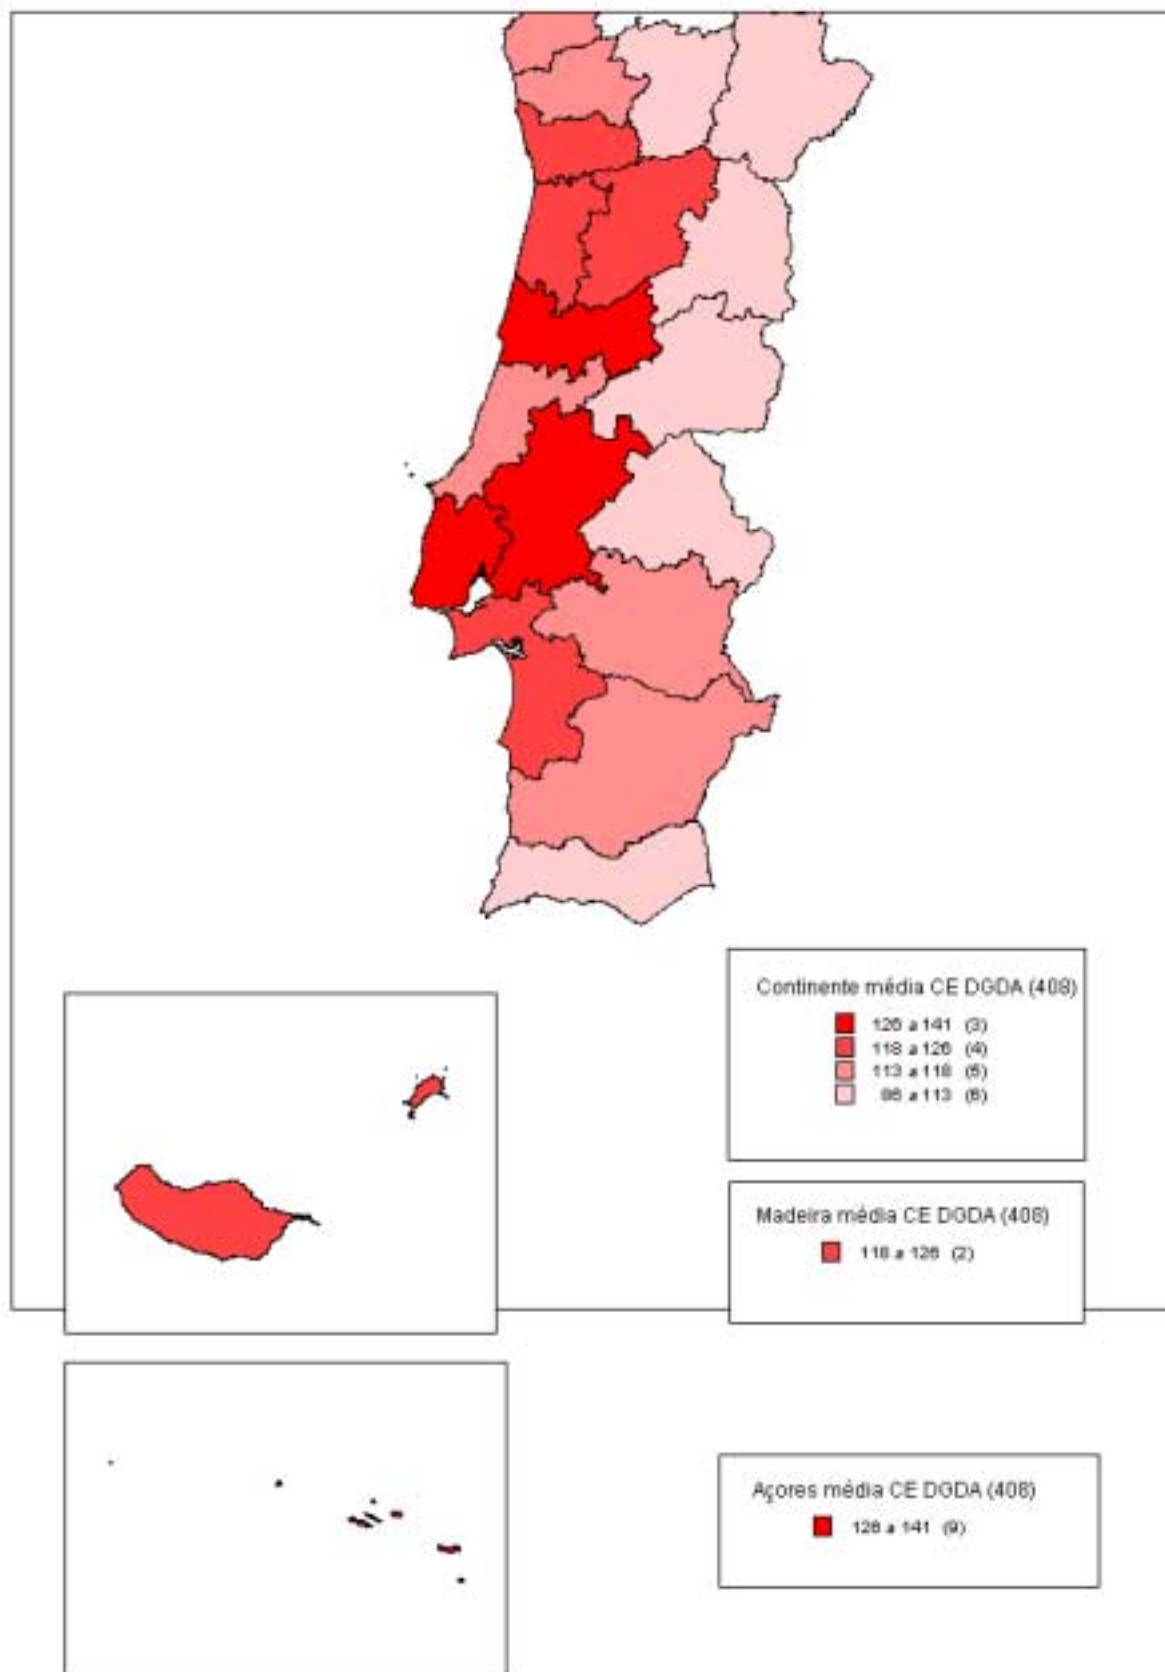 Continente média CE DGDA (408)
126 a 141 (3)
118 a 126 (4)
113 a 118 (5)
86 a 113 (6)
Madeira média CE DGDA (408)
118 a 126 (2)
Açores média CE DGDA (408)
126 a 141 (9)